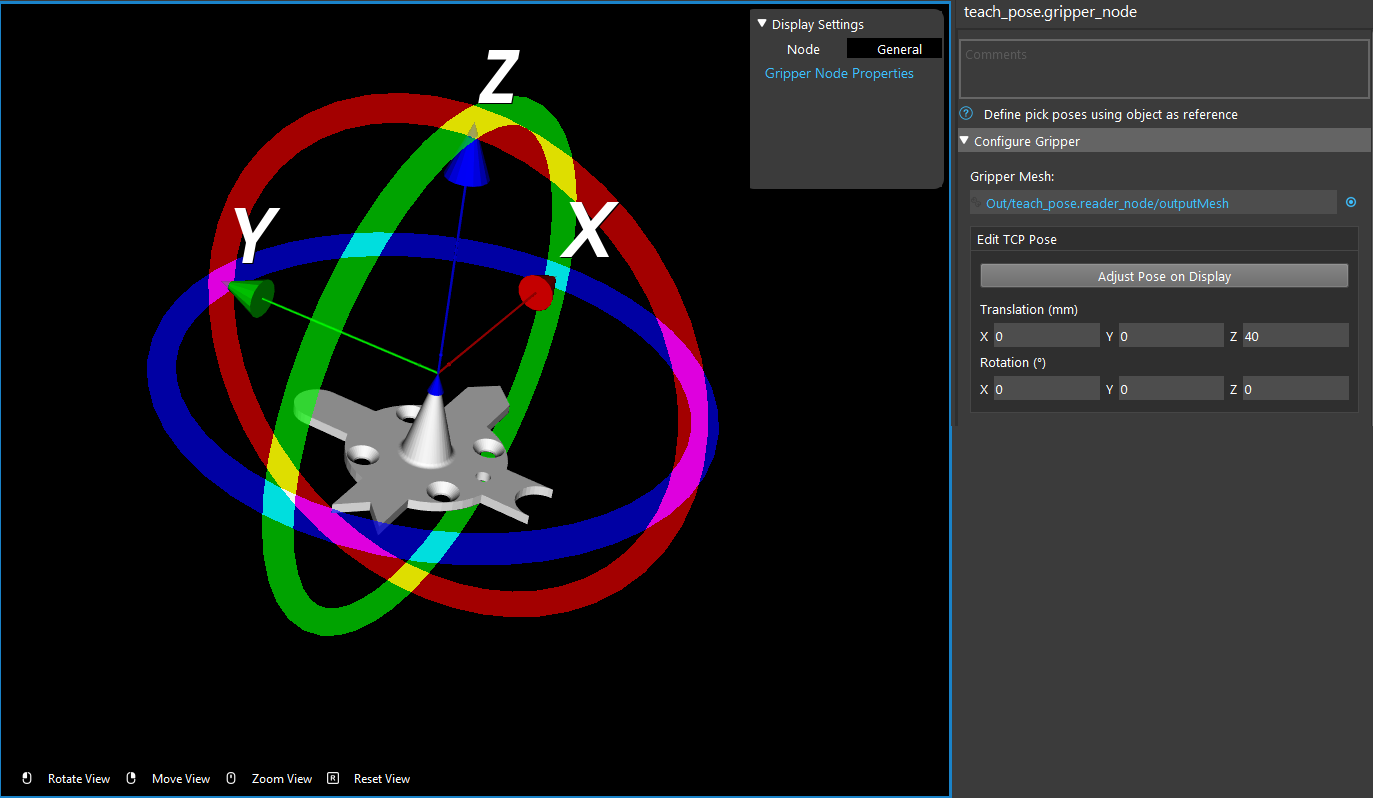 Z
Y
X
Display Settings
Node General
Gripper Node Properties
Rotate View Move View Zoom View R Reset View
teach_pose.gripper_node
Comments
? Define pick poses using object as reference
Configure Gripper
Gripper Mesh:
Out/teach_pose.reader_node/outputMesh
Edit TCP Pose
Adjust Pose on Display
Translation (mm)
X 0 Y 0 Z 40
Rotation (°)
X 0 Y 0 Z 0